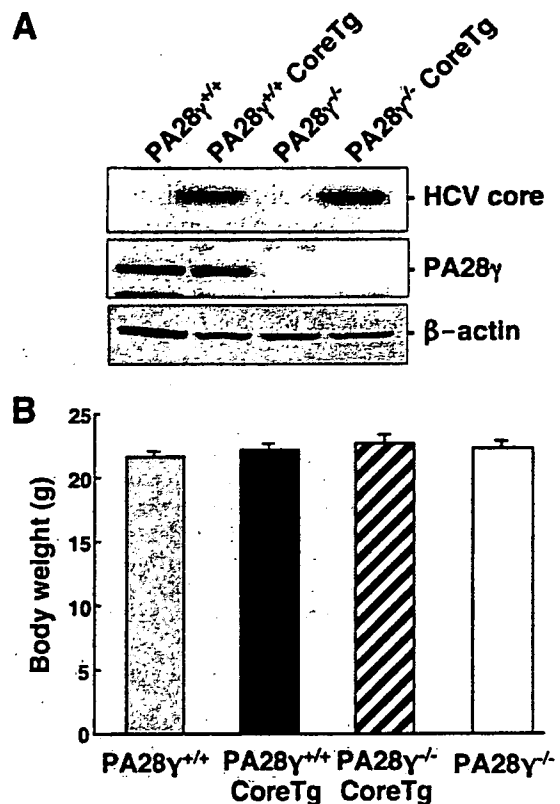 A
PA28γ+/+
PA28γ+/+ CoreTg
PA28γ-/-
PA28γ-/- CoreTg
HCV core
PA28γ
β-actin
B
Body weight (g)
25
20
15
10
5
0
PA28γ+/+
PA28γ+/+
CoreTg
PA28γ-/-
CoreTg
PA28γ-/-